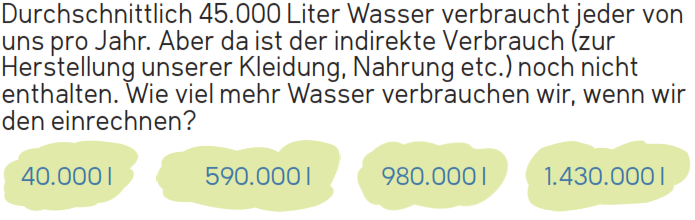 Durchschnittlich 45.000 Liter Wasser verbraucht jeder von
uns pro Jahr. Aber da ist der indirekte Verbrauch (zur
Herstellung unserer Kleidung, Nahrung etc.) noch nicht
enthalten. Wie viel mehr Wasser verbrauchen wir, wenn wir
den einrechnen?
40.000 l 590.000 l 980.000 l 1.430.000 l